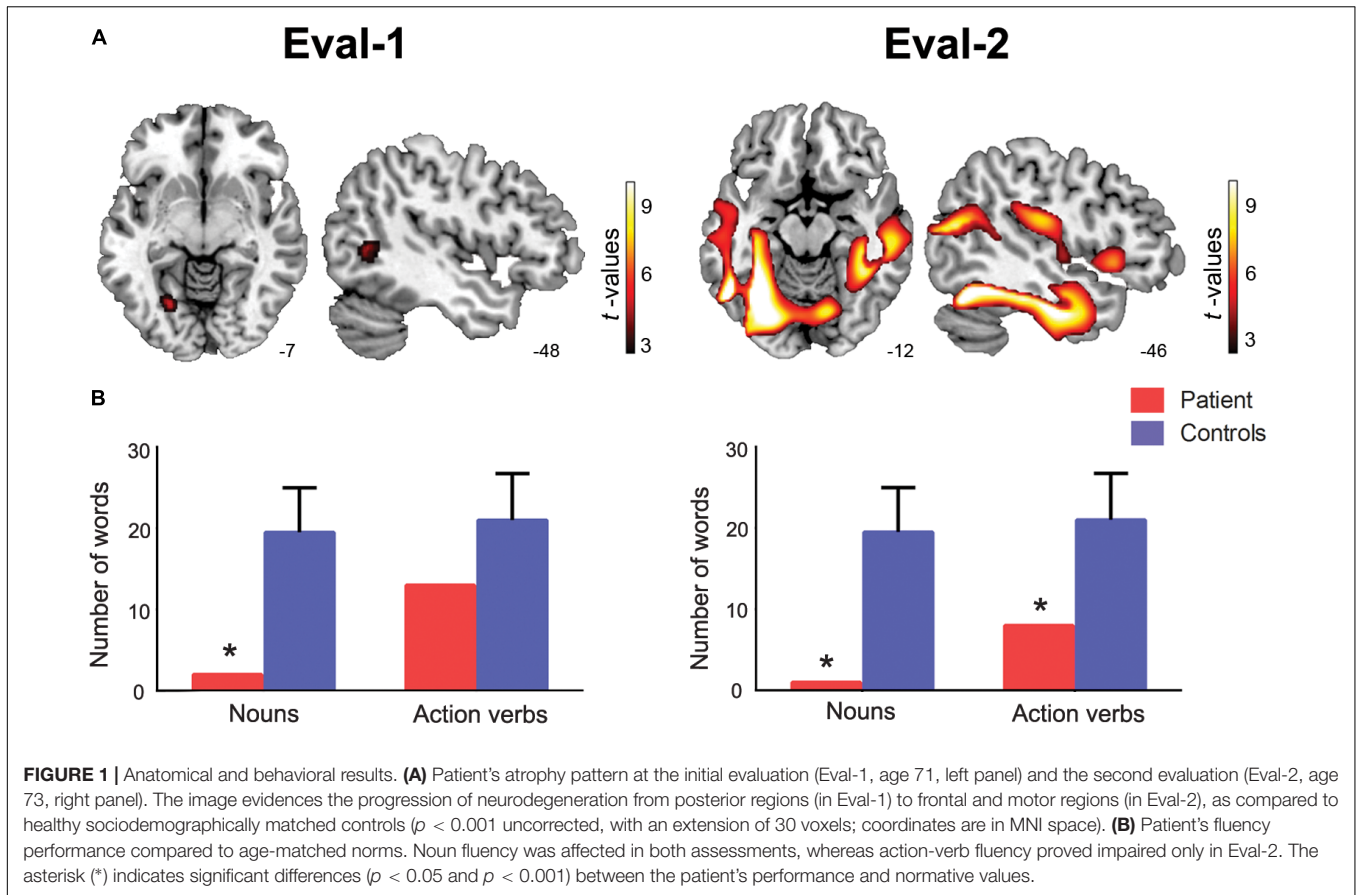 A
Eval-1
Eval-2
9
6
3
t-values
-7
-48
9
6
3
t-values
-12
-46
B
Patient
Controls
30
20
10
0
Number of words
*
Nouns
Action verbs
30
20
10
0
Number of words
*
*
Nouns
Action verbs
FIGURE 1 | Anatomical and behavioral results. (A) Patient's atrophy pattern at the initial evaluation (Eval-1, age 71, left panel) and the second evaluation (Eval-2, age
73, right panel). The image evidences the progression of neurodegeneration from posterior regions (in Eval-1) to frontal and motor regions (in Eval-2), as compared to
healthy sociodemographically matched controls (p < 0.001 uncorrected, with an extension of 30 voxels; coordinates are in MNI space). (B) Patient's fluency
performance compared to age-matched norms. Noun fluency was affected in both assessments, whereas action-verb fluency proved impaired only in Eval-2. The
asterisk (*) indicates significant differences (p < 0.05 and p < 0.001) between the patient's performance and normative values.